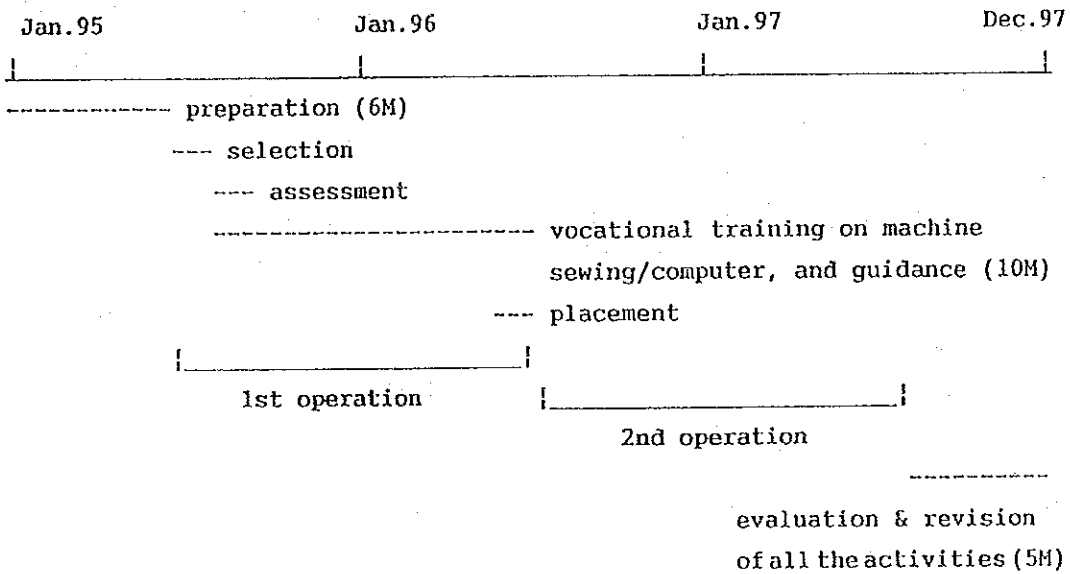 Jan.95 Jan.96 Jan.97 Dec.97
preparation (6M)
selection
assessment
vocational training on machine
sewing/computer, and guidance (10M)
placement
1st operation
2nd operation
evaluation & revision
of all the activities (5M)